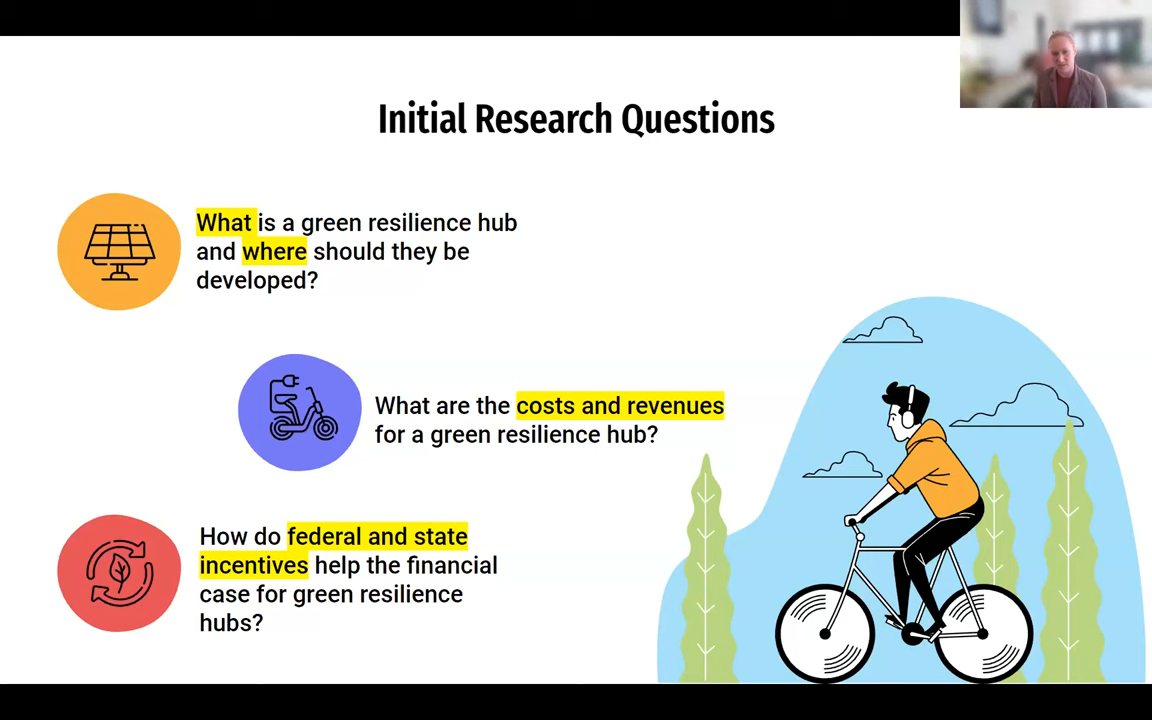 Initial Research Questions
What is a green resilience hub
and where should they be
developed?
What are the costs and revenues
for a green resilience hub?
How do federal and state
incentives help the financial
case for green resilience
hubs?